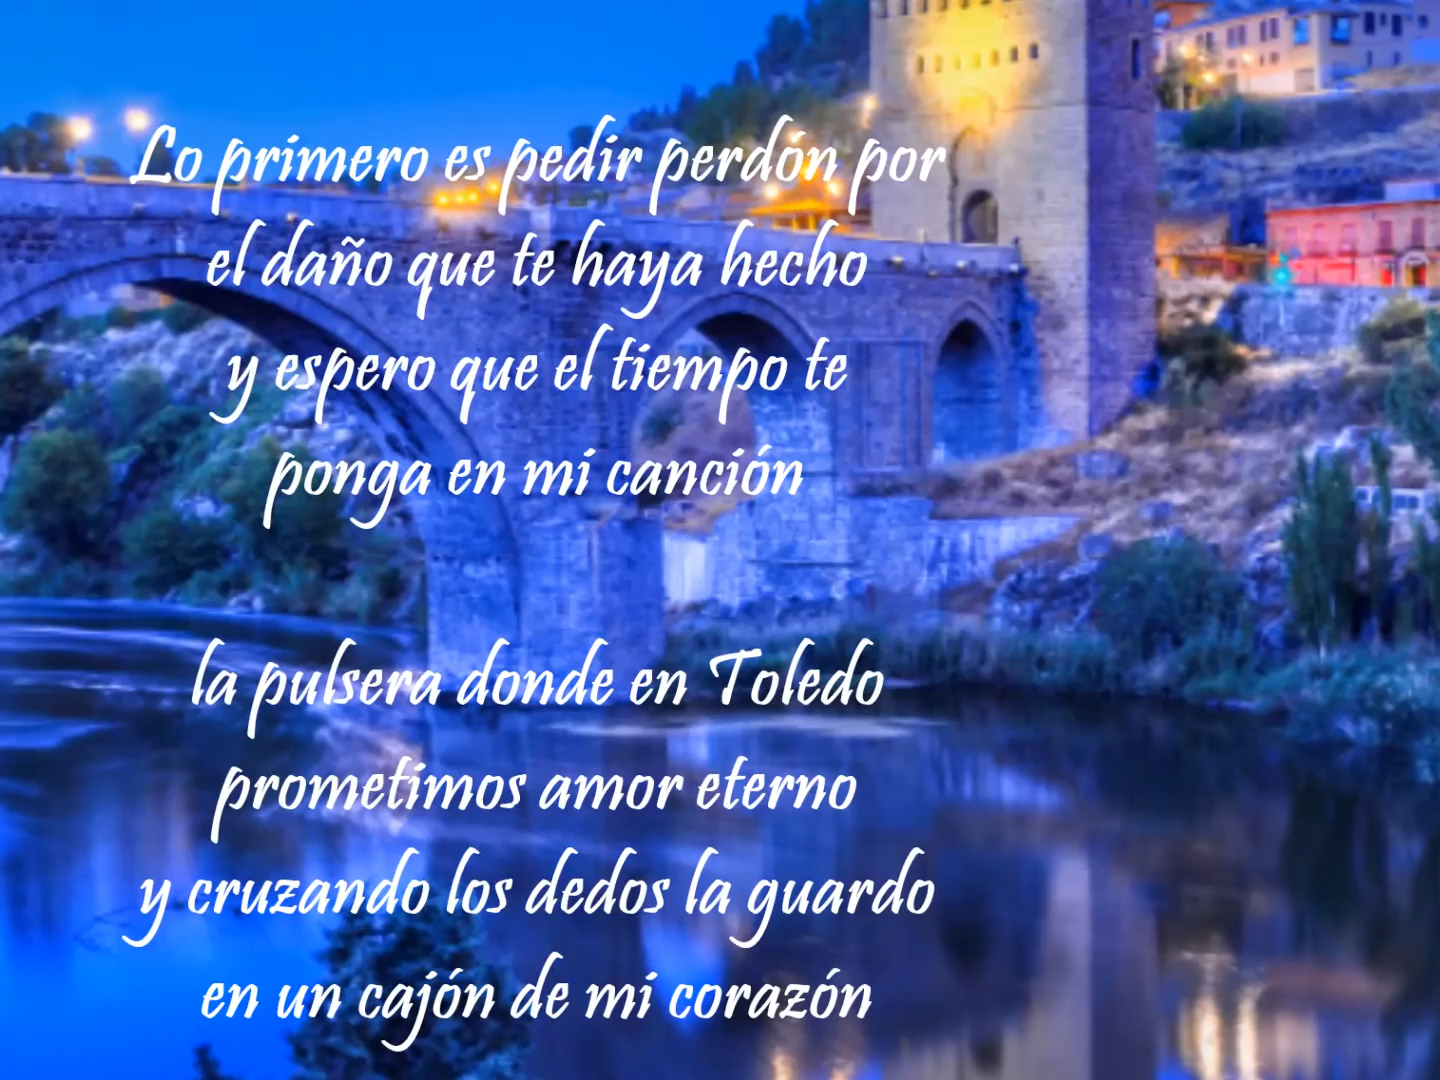 Lo primero es pedir perdón por
el daño que te haya hecho
y espero que el tiempo te
ponga en mi canción
la pulsera donde en Toledo
prometimos amor eterno
y cruzando los dedos la guardo
en un cajón de mi corazón